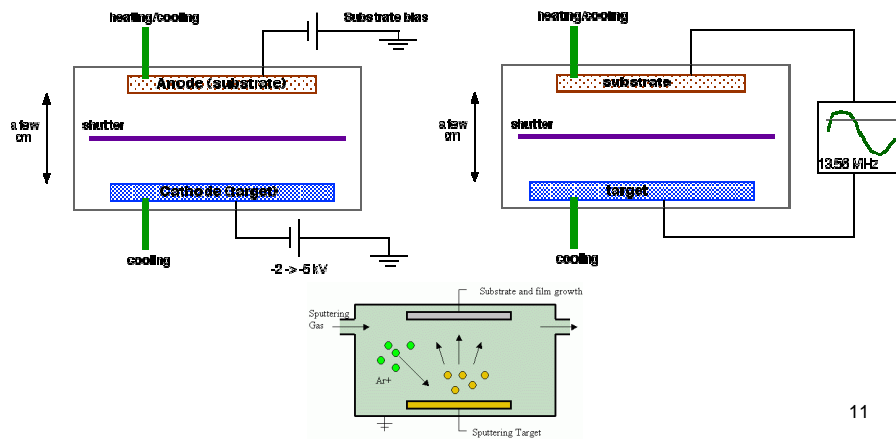 heating/cooling
Substrate bias
Anode (substrate)
a few
cm
shutter
Cathode (target)
cooling
-2 -> -5 kV
heating/cooling
substrate
a few
cm
shutter
13.56 MHz
target
cooling
Substrate and film growth
Sputtering
Gas
Ar+
Sputtering Target
11